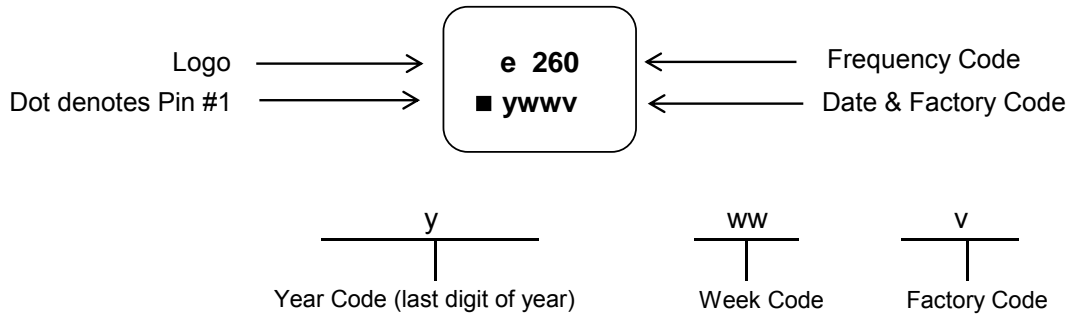 Logo
e 260
Frequency Code
Dot denotes Pin #1
■ ywwv
Date & Factory Code
y
ww
v
Year Code (last digit of year)
Week Code
Factory Code